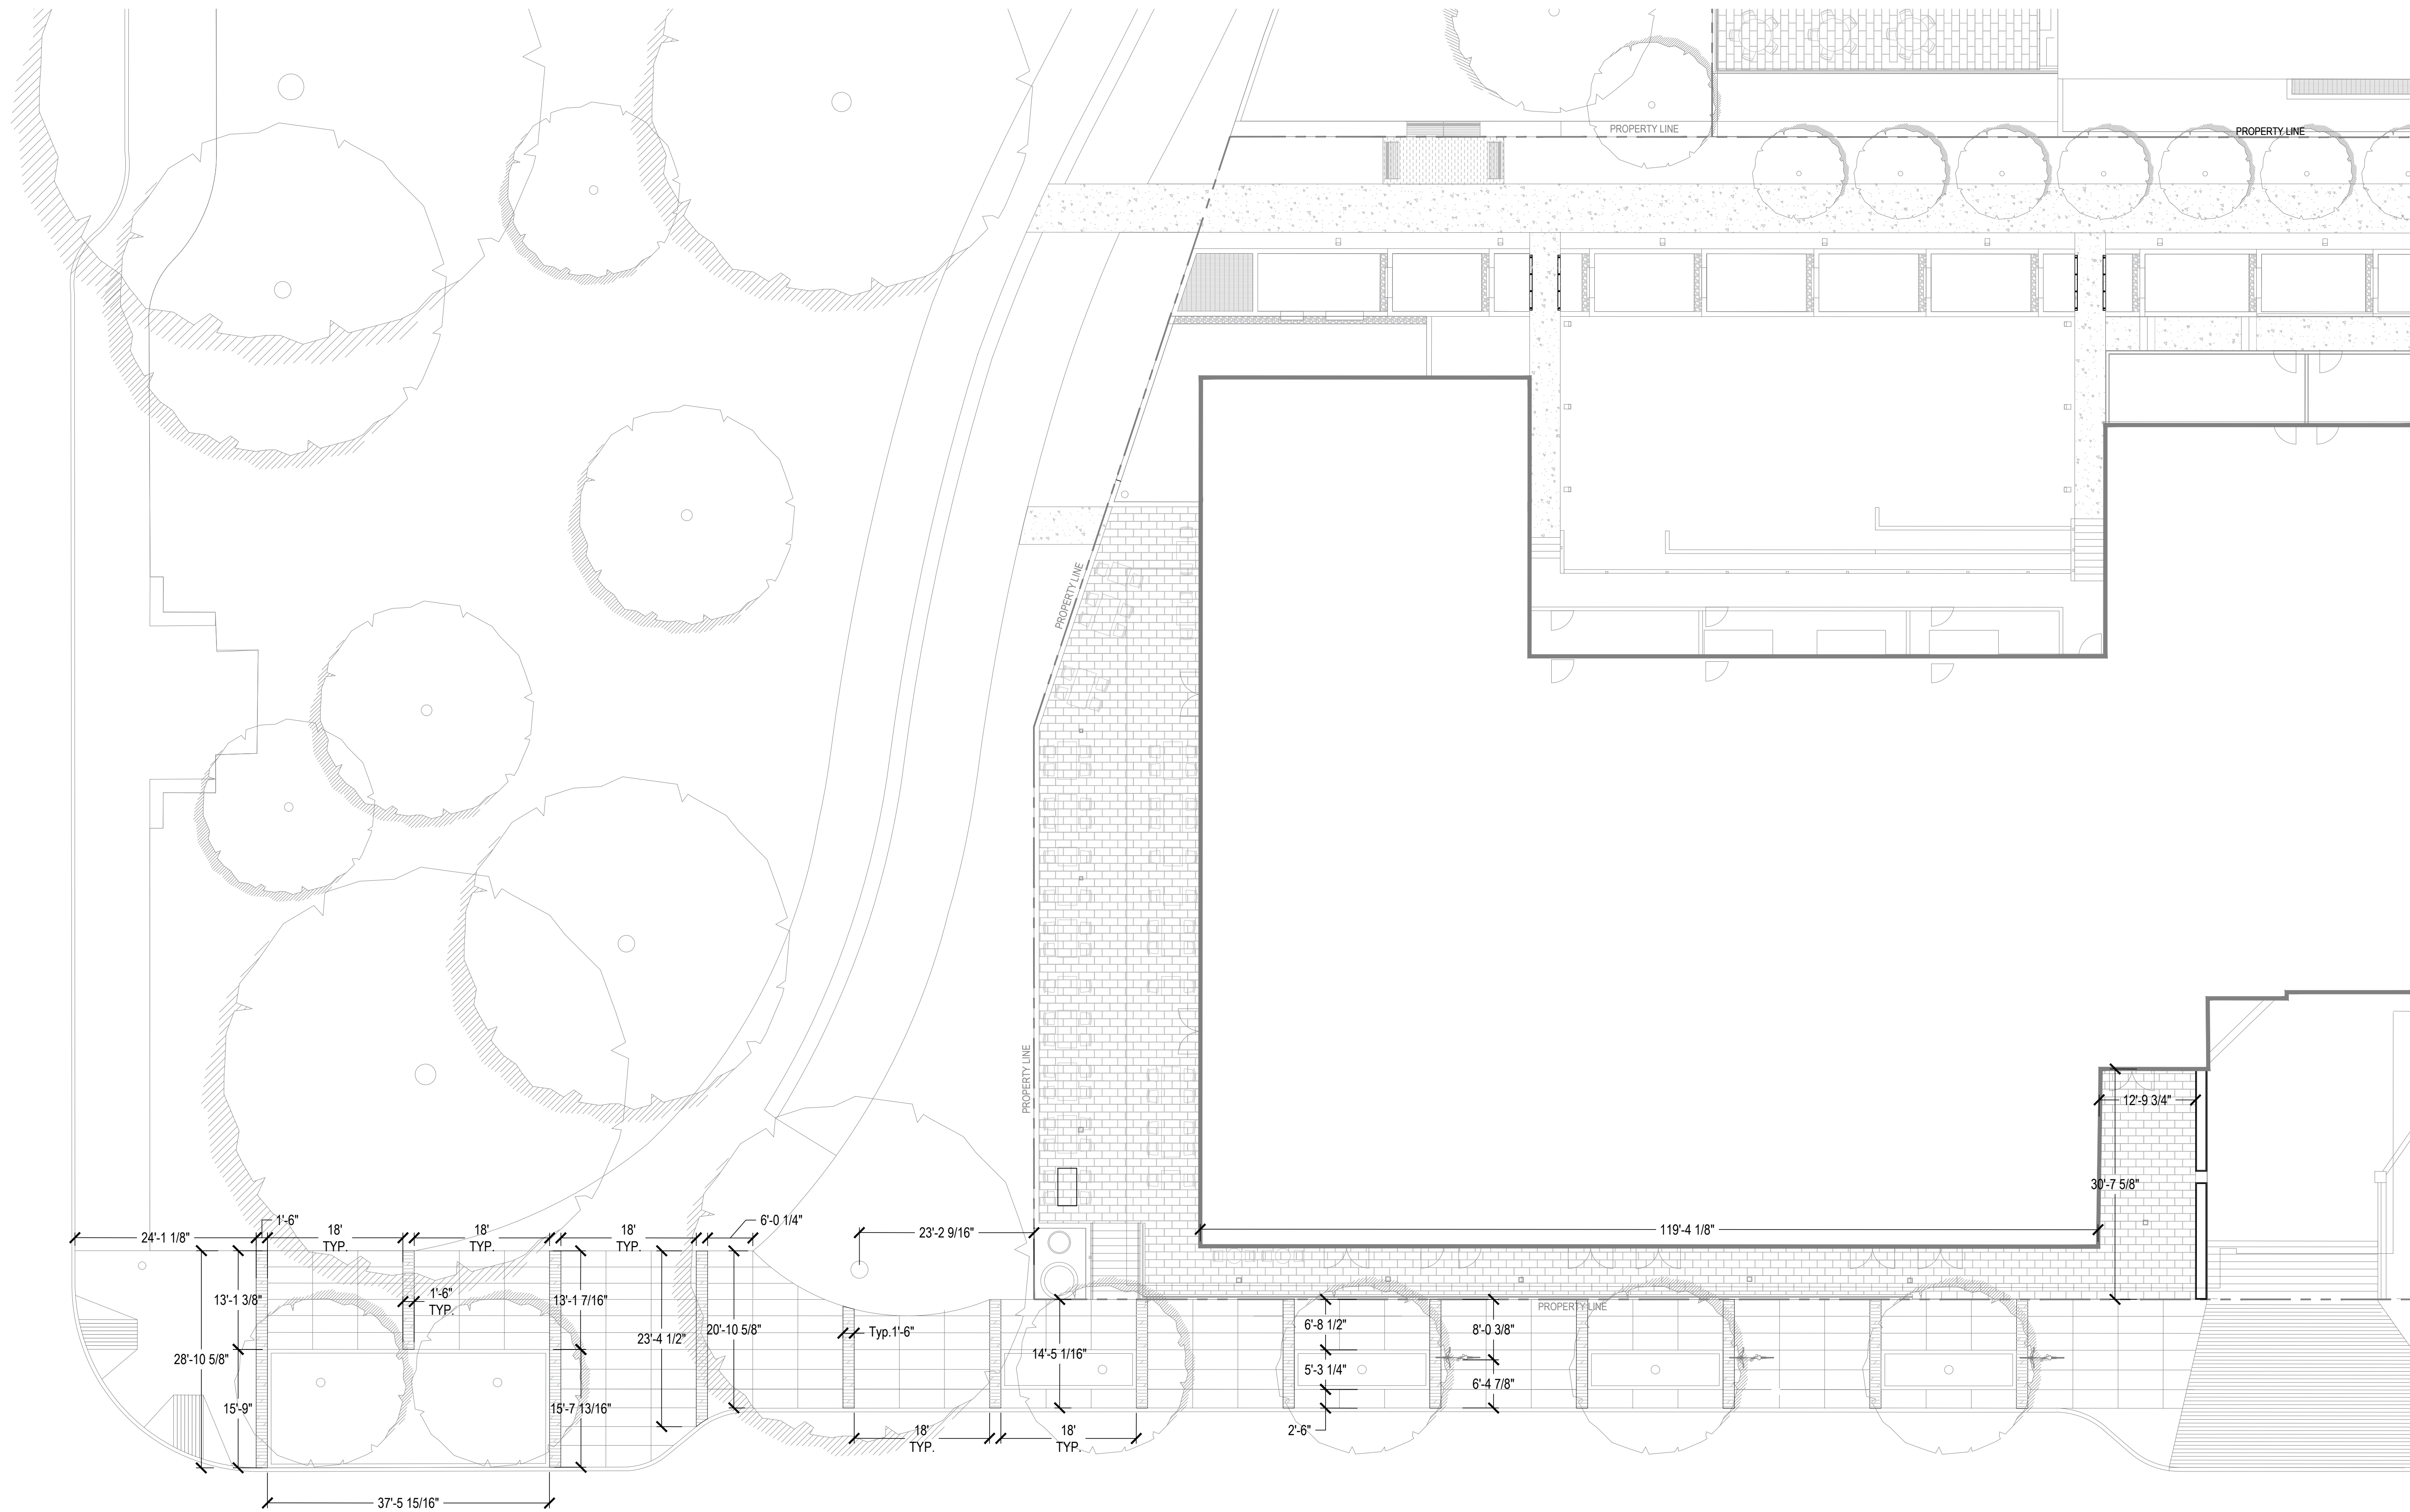 PROPERTY LINE
PROPERTY LINE
PROPERTY LINE
PROPERTY LINE
12'-9 3/4"
30'-7 5/8"
1'-6"
18'
TYP.
18'
TYP.
18'
TYP.
6'-0 1/4"
24'-1 1/8"
23'-2 9/16"
119'-4 1/8"
13'-1 3/8"
1'-6"
TYP.
13'-1 7/16"
PROPERTY LINE
23'-4 1/2"
20'-10 5/8"
Typ.1'-6"
6'-8 1/2"
8'-0 3/8"
28'-10 5/8"
14'-5 1/16"
5'-3 1/4"
6'-4 7/8"
15'-9"
15'-7 13/16"
18'
TYP.
18'
TYP.
2'-6"
37'-5 15/16"